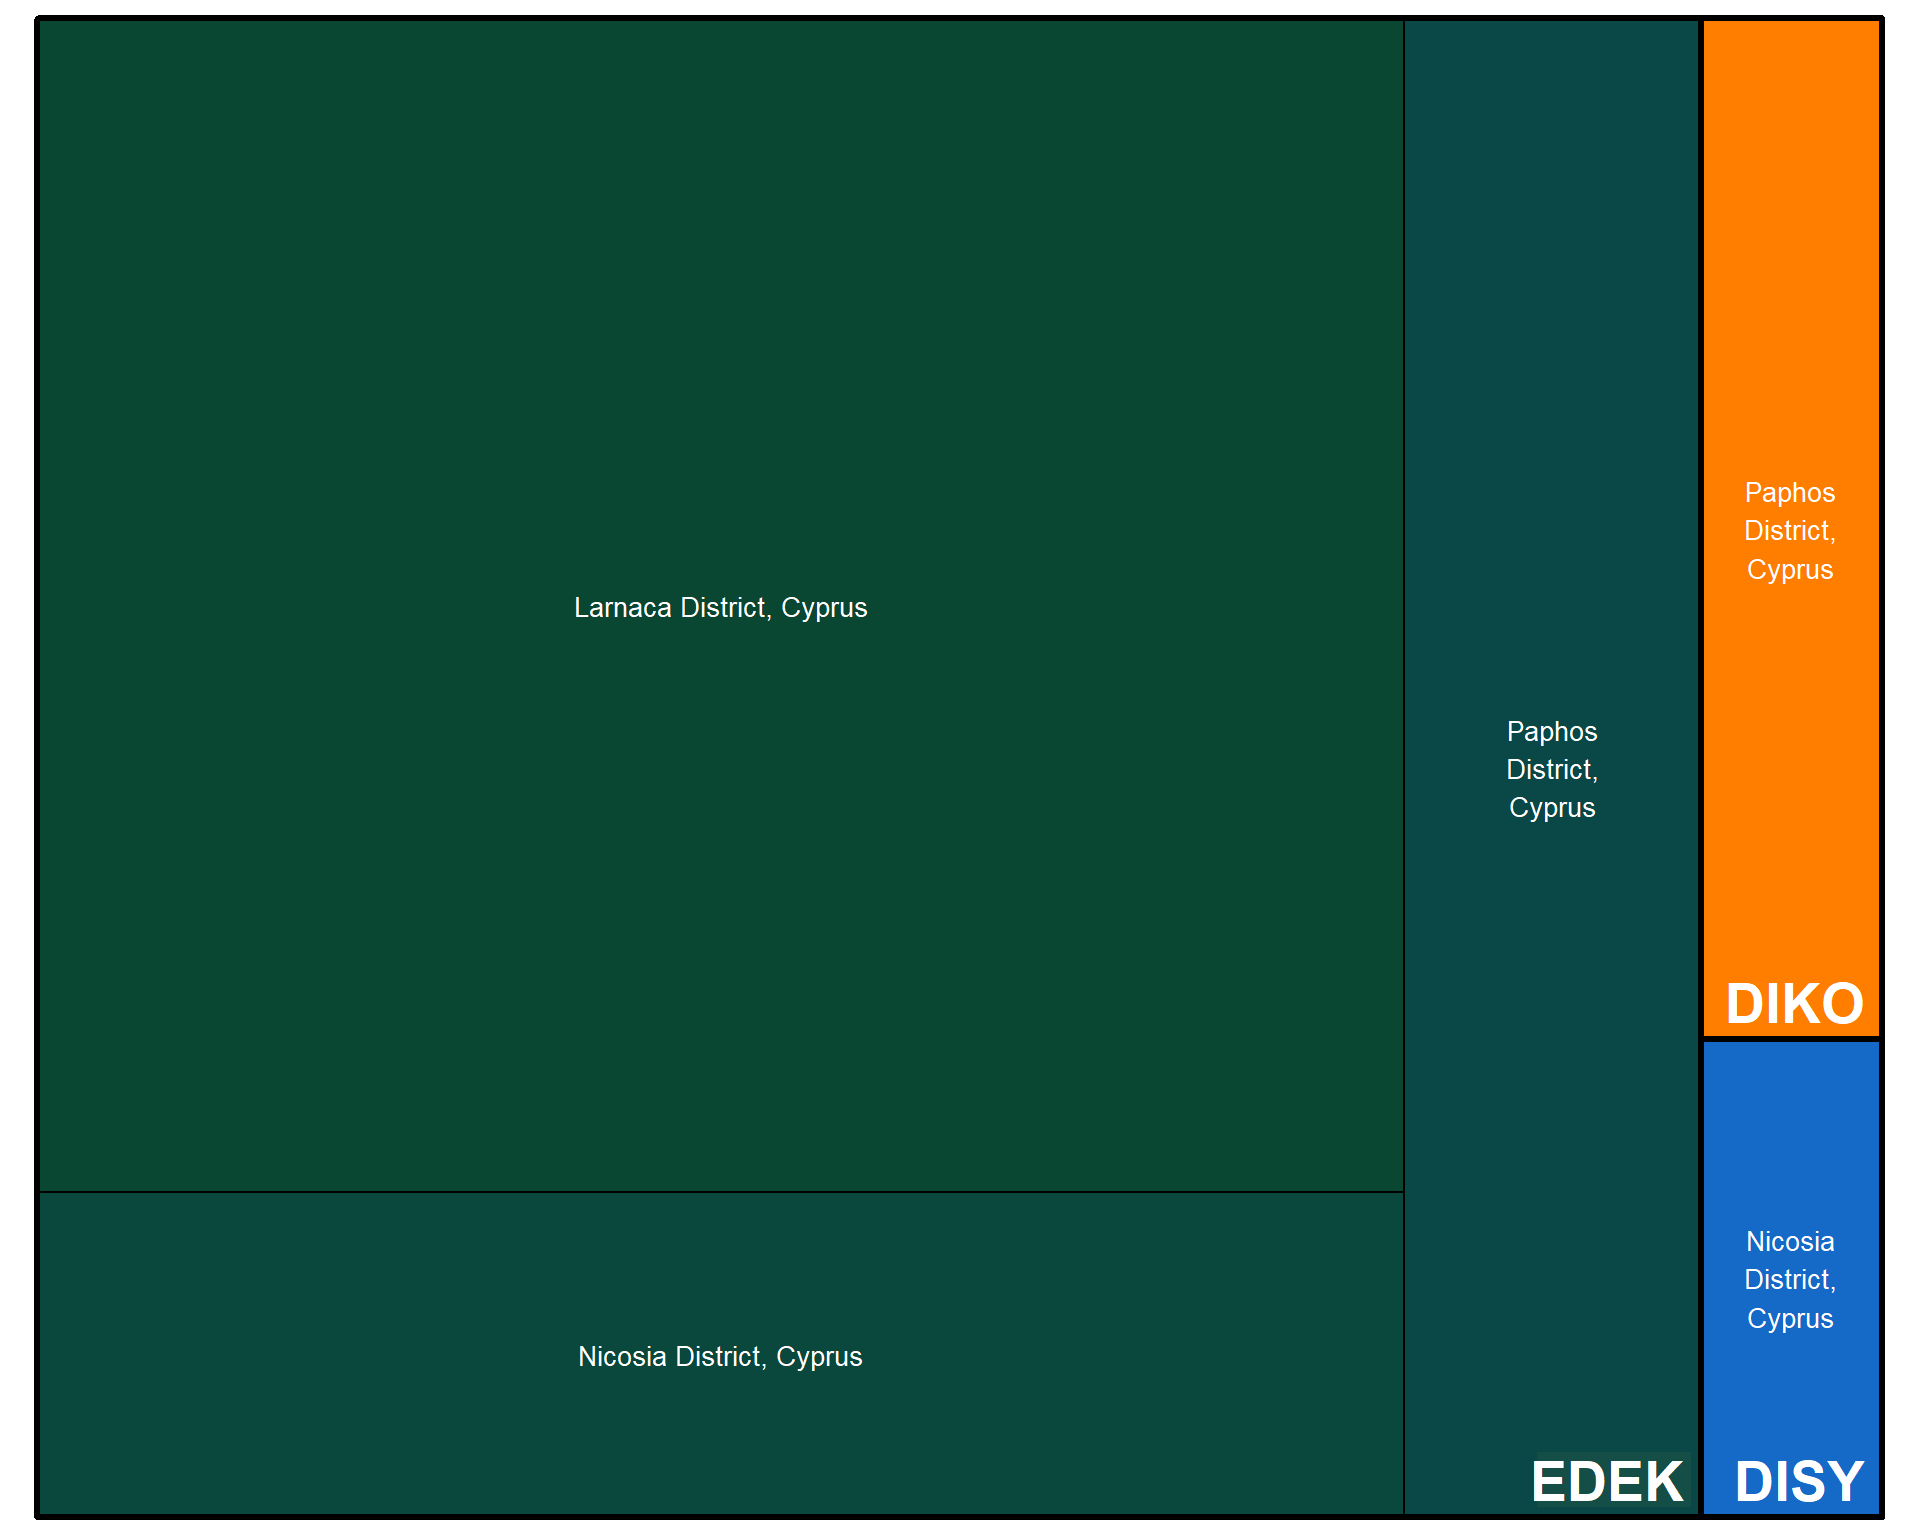 Larnaca District, Cyprus
Nicosia District, Cyprus
Paphos
District,
Cyprus
EDEK
Paphos
District,
Cyprus
DIKO
Nicosia
District,
Cyprus
DISY